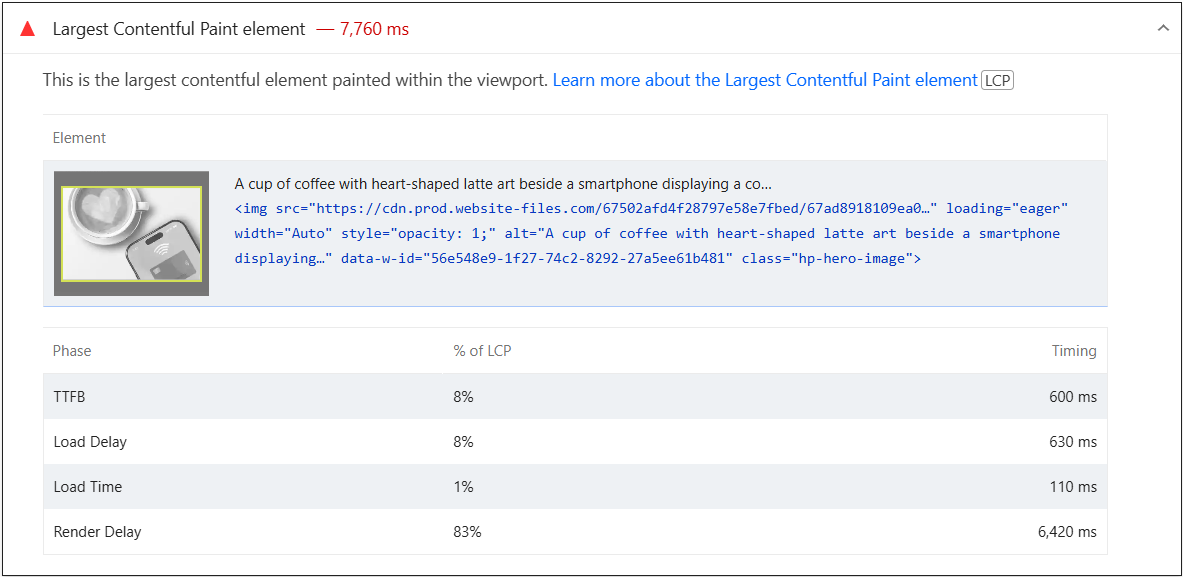 Largest Contentful Paint element — 7,760 ms
This is the largest contentful element painted within the viewport. Learn more about the Largest Contentful Paint element LCP
Element
A cup of coffee with heart-shaped latte art beside a smartphone displaying a co...
<img src="https://cdn.prod.website-files.com/67502afd4f28797e58e7fbed/67ad8918109ea0…" loading="eager"
width="Auto" style="opacity: 1;" alt="A cup of coffee with heart-shaped latte art beside a smartphone
displaying…" data-w-id="56e548e9-1f27-74c2-8292-27a5ee61b481" class="hp-hero-image">
Phase % of LCP Timing
TTFB 8% 600 ms
Load Delay 8% 630 ms
Load Time 1% 110 ms
Render Delay 83% 6,420 ms